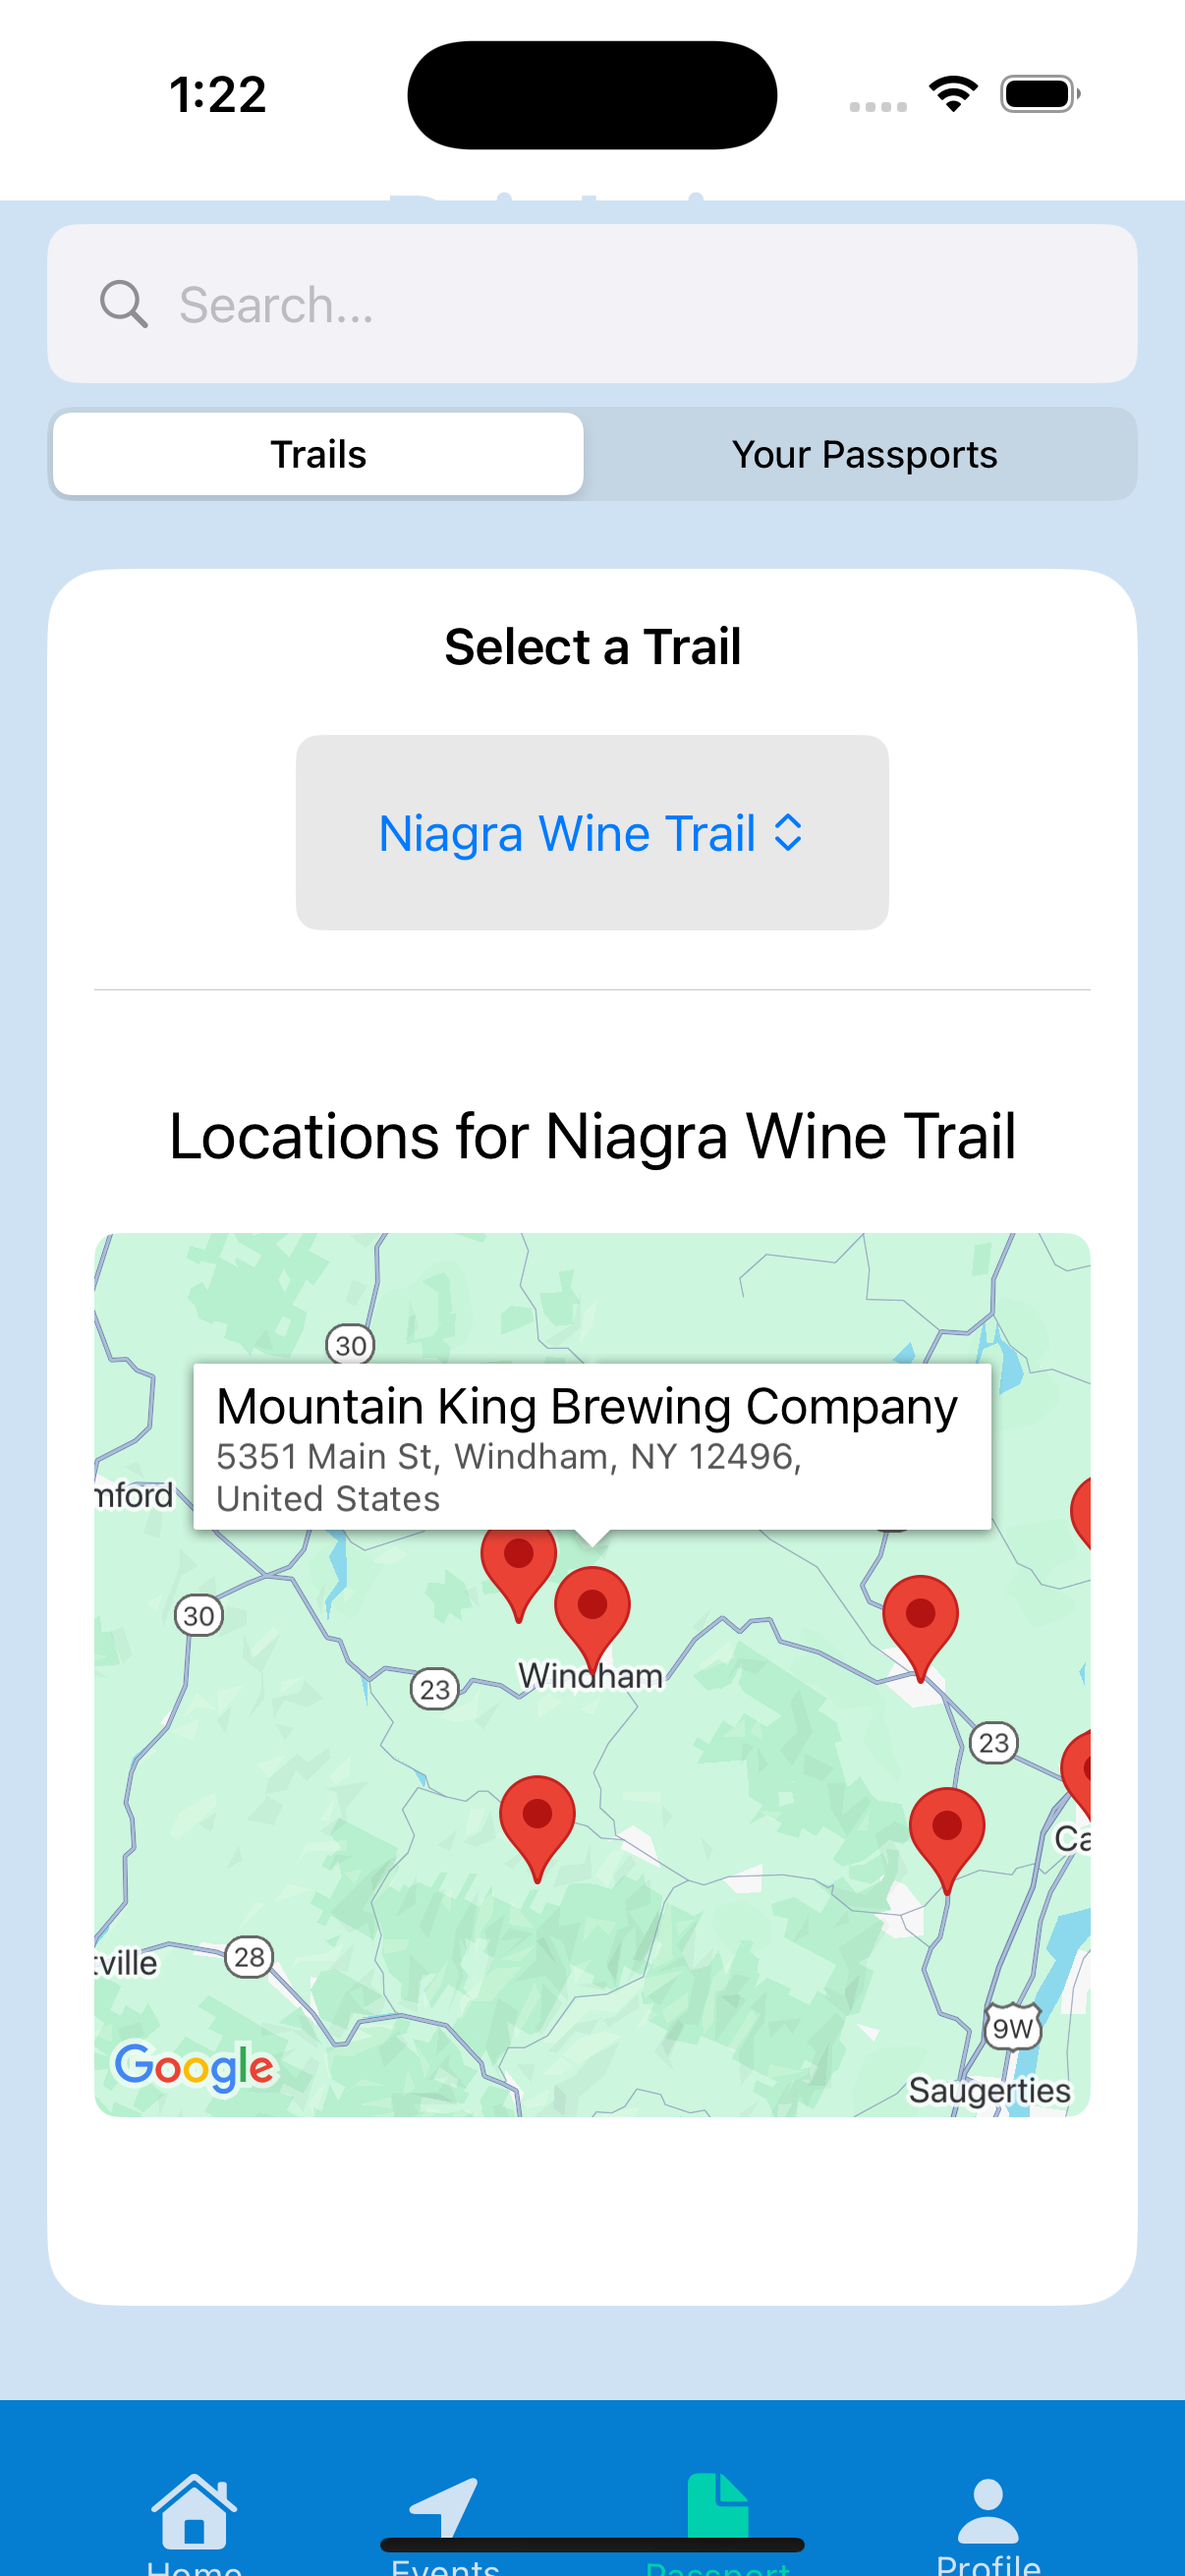 1:22
Search...
Trails
Your Passports
Select a Trail
Niagra Wine Trail
Locations for Niagra Wine Trail
30
Mountain King Brewing Company
5351 Main St, Windham, NY 12496,
United States
mford
30
Windham
23
23
Ca
tville
28
9W
Google
Saugerties
Home
Events
Passport
Profile